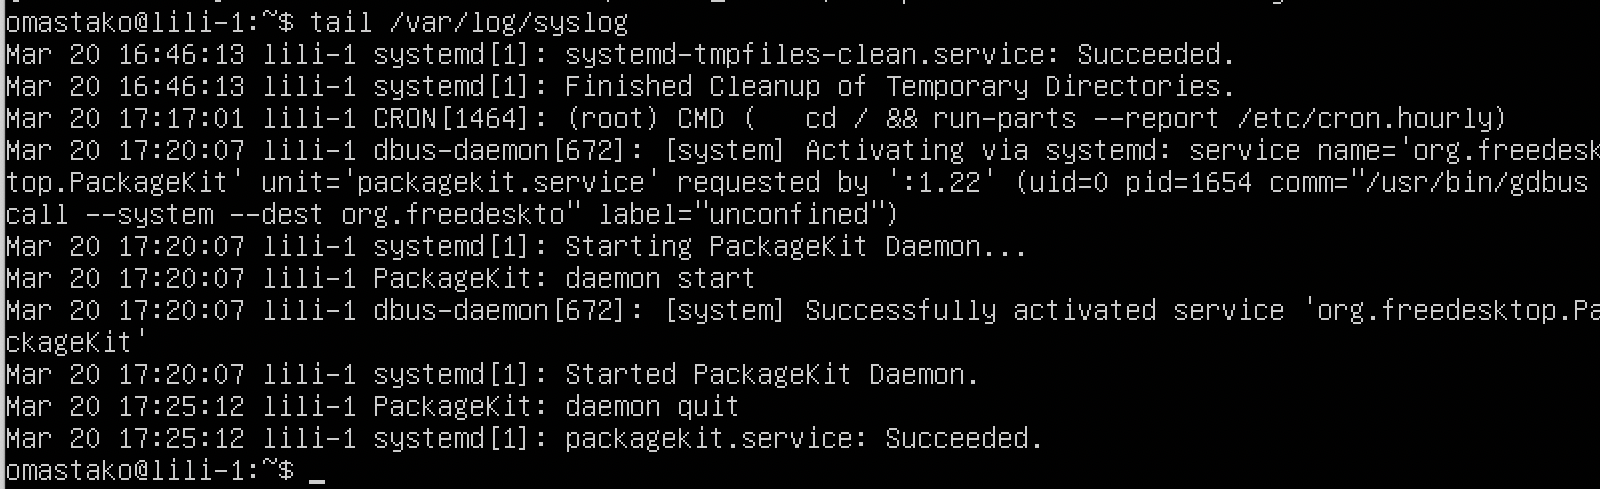 omastako@lili-1:~$ tail /var/log/syslog
Mar 20 16:46:13 lili-1 systemd[1]: systemd-tmpfiles-clean.service: Succeeded.
Mar 20 16:46:13 lili-1 systemd[1]: Finished Cleanup of Temporary Directories.
Mar 20 17:17:01 lili-1 CRON[1464]: (root) CMD (   cd / && run-parts --report /etc/cron.hourly)
Mar 20 17:20:07 lili-1 dbus-daemon[672]: [system] Activating via systemd: service name='org.freedesk
top.PackageKit' unit='packagekit.service' requested by ':1.22' (uid=0 pid=1654 comm="/usr/bin/gdbus
call --system --dest org.freedeskto" label="unconfined")
Mar 20 17:20:07 lili-1 systemd[1]: Starting PackageKit Daemon...
Mar 20 17:20:07 lili-1 PackageKit: daemon start
Mar 20 17:20:07 lili-1 dbus-daemon[672]: [system] Successfully activated service 'org.freedesktop.Pa
ckageKit'
Mar 20 17:20:07 lili-1 systemd[1]: Started PackageKit Daemon.
Mar 20 17:25:12 lili-1 PackageKit: daemon quit
Mar 20 17:25:12 lili-1 systemd[1]: packagekit.service: Succeeded.
omastako@lili-1:~$ _